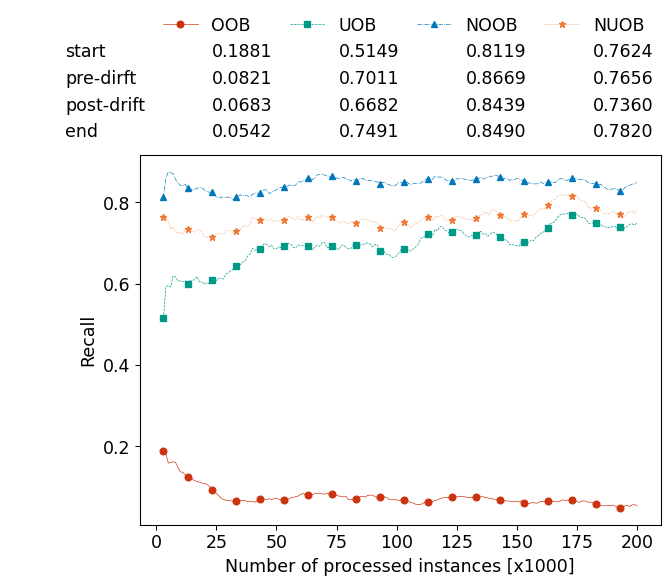 OOB UOB NOOB NUOB
start 0.1881 0.5149 0.8119 0.7624
pre-dirft 0.0821 0.7011 0.8669 0.7656
post-drift 0.0683 0.6682 0.8439 0.7360
end 0.0542 0.7491 0.8490 0.7820
0.8
0.6
0.4
0.2
Recall
0 25 50 75 100 125 150 175 200
Number of processed instances [x1000]